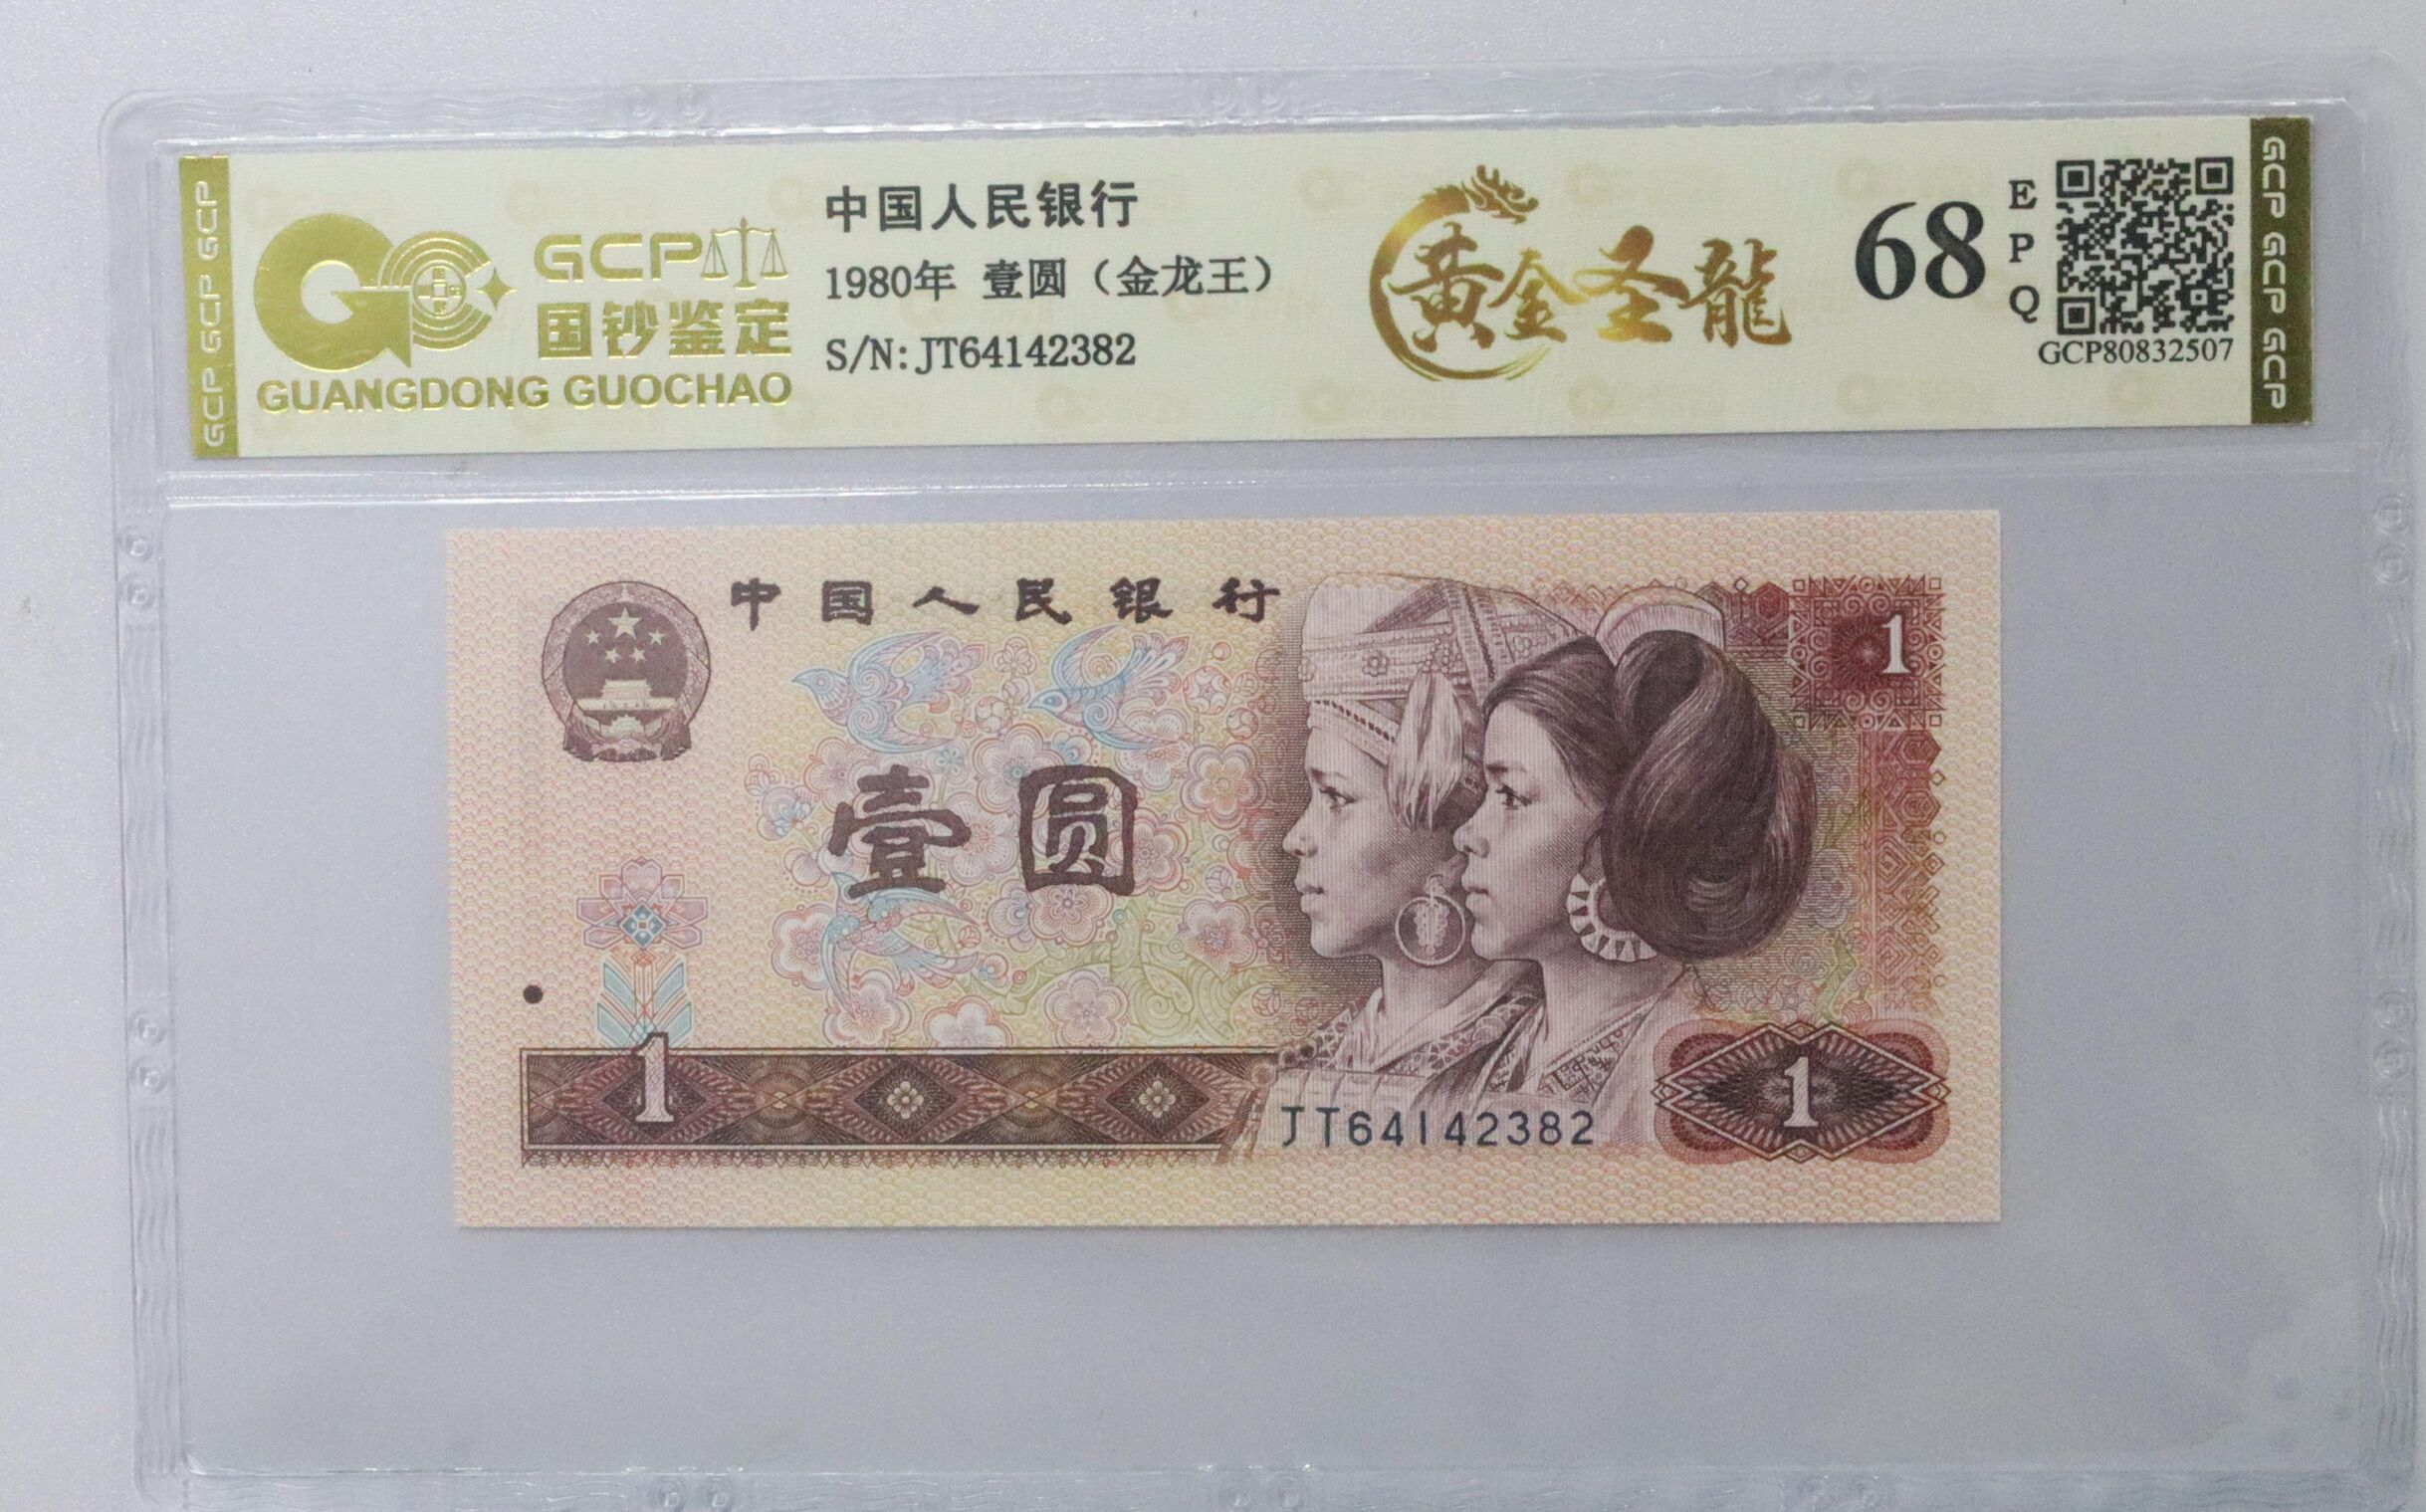 GCP GCP GCP
GCP
国钞鉴定
GUANGDONG GUOCHAO
中国人民银行
1980年 壹圆（金龙王）
S/N: JT64142382
黄金圣龍
68
E
P
Q
GCP80832507
GCP GCP GCP
中国人民银行
1
壹圆
1
JT64142382
1